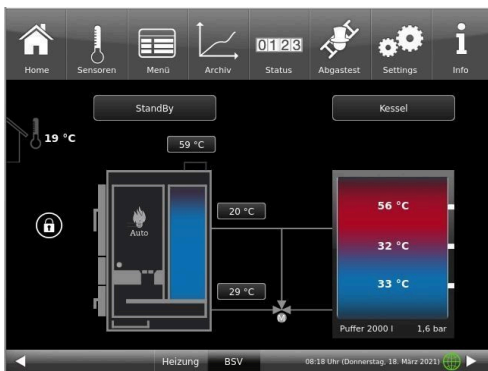 0123
Home Sensoren Menü Archiv Status Abgastest Settings Info
StandBy Kessel
19 °C
59 °C
Auto
20 °C
56 °C
32 °C
29 °C
33 °C
M
Puffer 2000 l 1,6 bar
Heizung BSV 08:18 Uhr (Donnerstag, 18. März 2021)